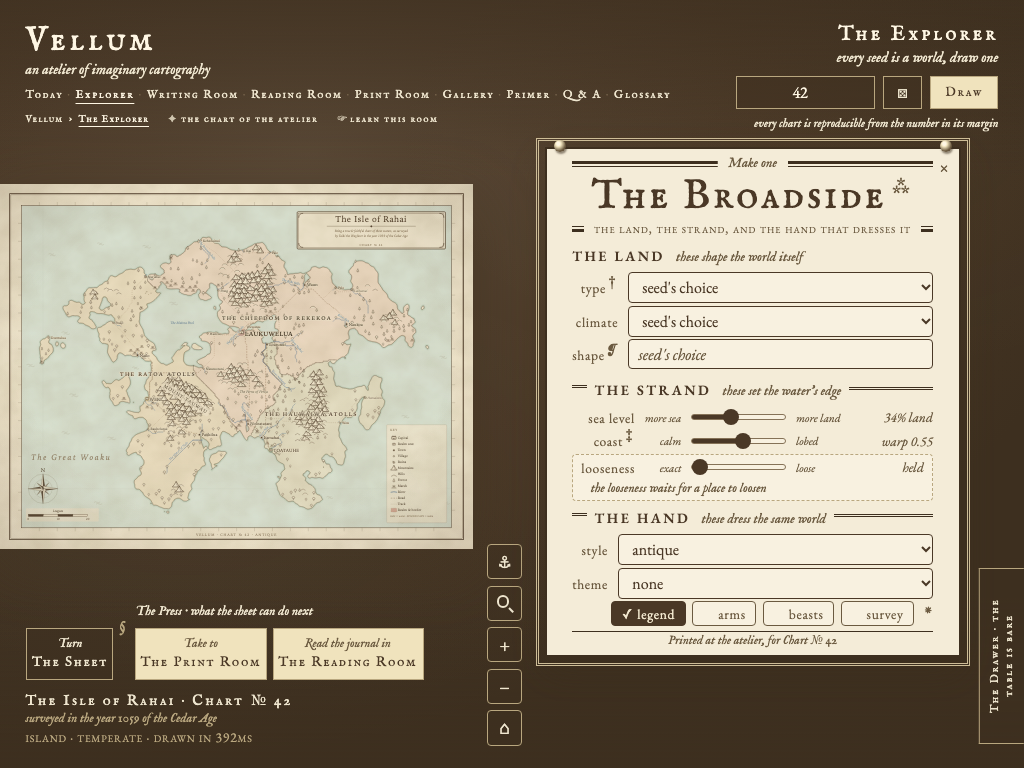 Vellum
an atelier of imaginary cartography
Today · Explorer · Writing Room · Reading Room · Print Room · Gallery · Primer · Q & A · Glossary
Vellum › The Explorer ✦ the chart of the atelier ☞ learn this room
The Explorer
every seed is a world, draw one
42 ⚄ Draw
every chart is reproducible from the number in its margin
The Isle of Rahai
THE CHIEFDOM OF REKEKOA
LAUKUWELUA
THE RATOA ATOLLS
The Great Woaku
N
VELLUM · CHART № 42 · ANTIQUE
Make one
×
The Broadside ⁂
the land, the strand, and the hand that dresses it
THE LAND these shape the world itself
type † seed's choice
climate seed's choice
shape ¶ seed's choice
THE STRAND these set the water's edge
sea level more sea more land 34% land
coast ‡ calm lobed warp 0.55
looseness exact loose held
the looseness waits for a place to loosen
THE HAND these dress the same world
style antique
theme none
✓ legend arms beasts survey *
Printed at the atelier, for Chart № 42
+
−
The Drawer · the table is bare
The Press · what the sheet can do next
Turn
The Sheet
§
Take to
The Print Room
Read the journal in
The Reading Room
The Isle of Rahai · Chart № 42
surveyed in the year 1059 of the Cedar Age
ISLAND · TEMPERATE · DRAWN IN 392MS